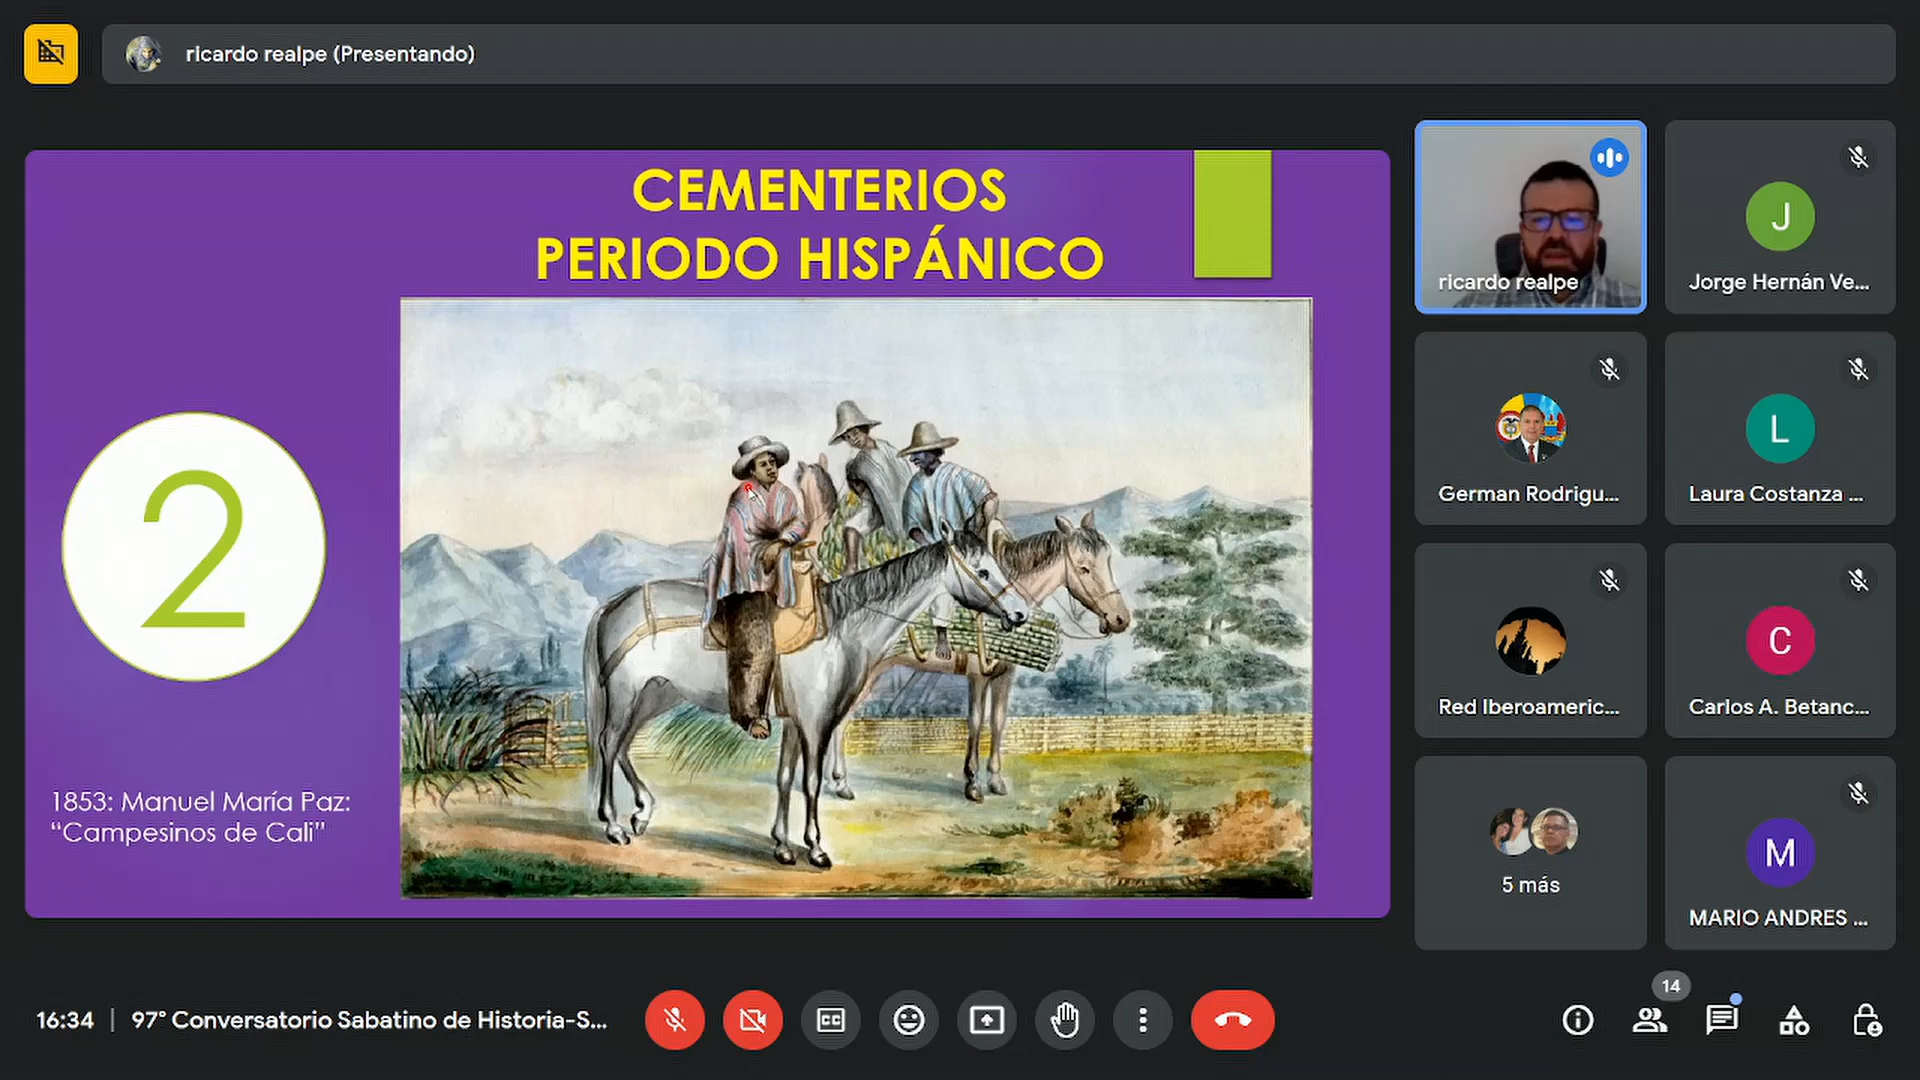 ricardo realpe (Presentando)
CEMENTERIOS
PERIODO HISPÁNICO
2
1853: Manuel María Paz:
“Campesinos de Cali”
ricardo realpe
J
Jorge Hernán Ve...
German Rodrigu...
L
Laura Costanza ...
Red Iberoameric...
C
Carlos A. Betanc...
5 más
M
MARIO ANDRES ...
16:34 | 97° Conversatorio Sabatino de Historia-S...
CC
14